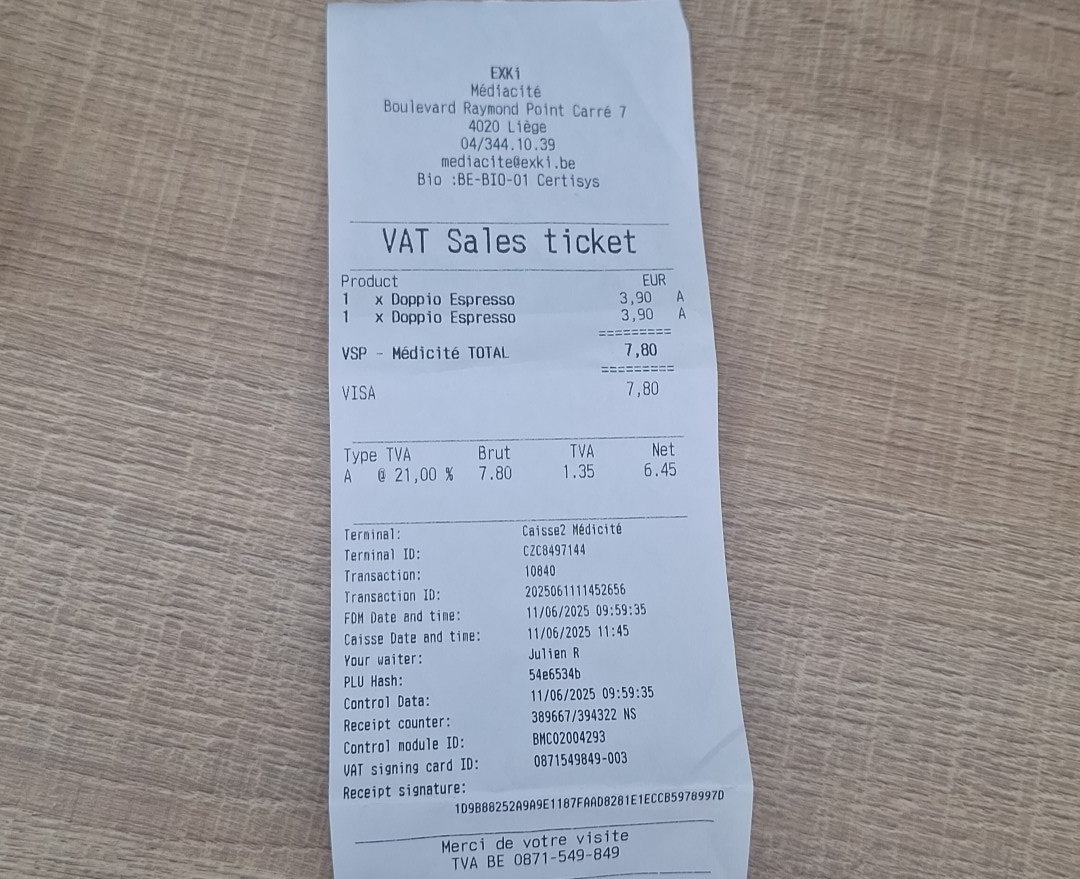 EXKi
Médiacité
Boulevard Raymond Point Carré 7
4020 Liège
04/344.10.39
mediacite@exki.be
Bio :BE-BIO-01 Certisys
VAT Sales ticket
Product EUR
1 x Doppio Espresso 3,90 A
1 x Doppio Espresso 3,90 A
=========
VSP - Médicité TOTAL 7,80
=========
VISA 7,80
Type TVA Brut TVA Net
A @ 21,00 % 7.80 1.35 6.45
Terminal: Caisse2 Médicité
Terminal ID: CZC8497144
Transaction: 10840
Transaction ID: 2025061111452656
FDM Date and time: 11/06/2025 09:59:35
Caisse Date and time: 11/06/2025 11:45
Your waiter: Julien R
PLU Hash: 54e6534b
Control Data: 11/06/2025 09:59:35
Receipt counter: 389667/394322 NS
Control module ID: BMC02004293
VAT signing card ID: 0871549849-003
Receipt signature:
1D9B88252A9A9E1187FAAD8281E1ECCB5978997D
Merci de votre visite
TVA BE 0871-549-849